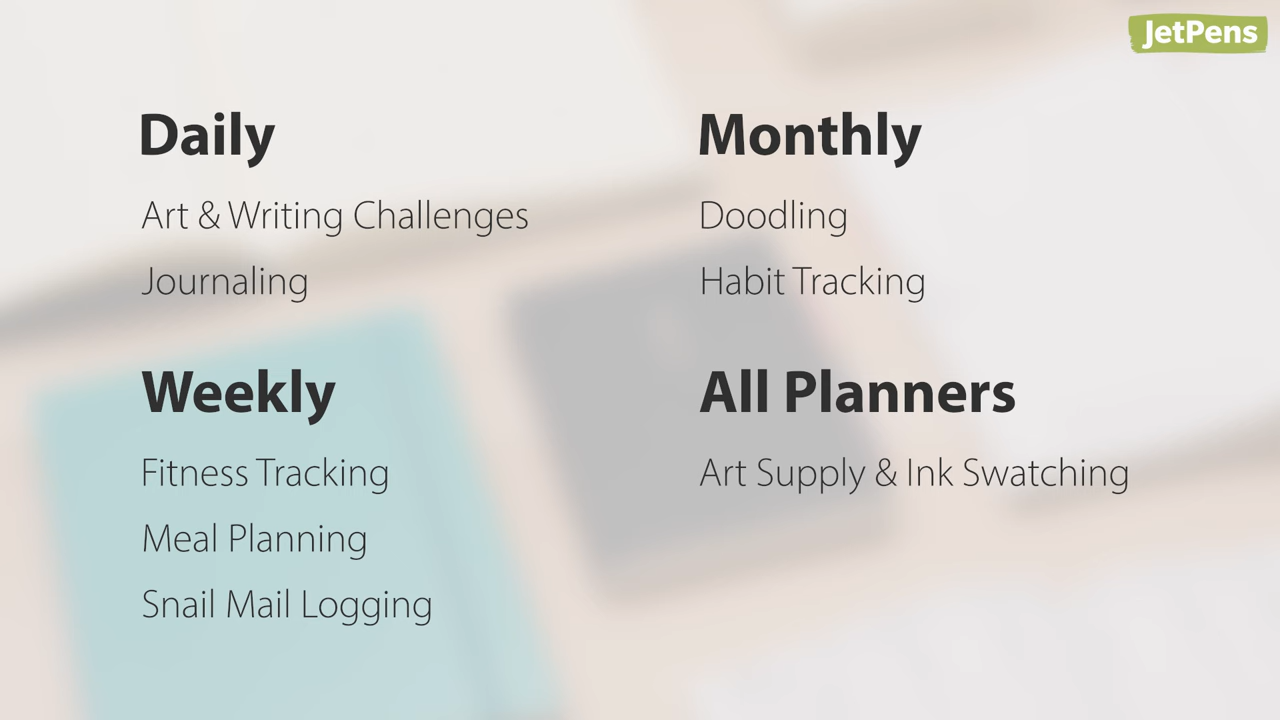 JetPens
Daily
Art & Writing Challenges
Journaling
Weekly
Fitness Tracking
Meal Planning
Snail Mail Logging
Monthly
Doodling
Habit Tracking
All Planners
Art Supply & Ink Swatching